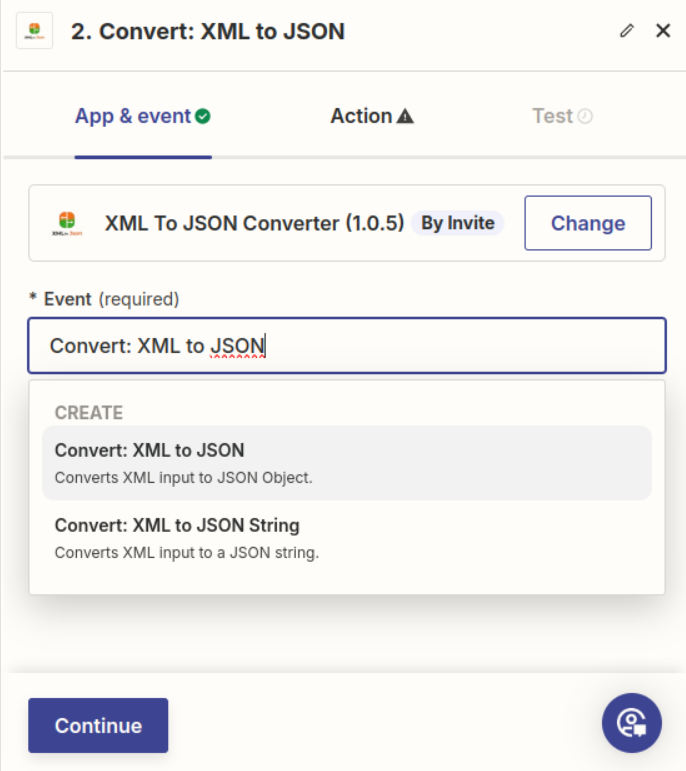 2. Convert: XML to JSON
App & event Action Test
XML To JSON Converter (1.0.5) By Invite Change
* Event (required)
Convert: XML to JSON
CREATE
Convert: XML to JSON
Converts XML input to JSON Object.
Convert: XML to JSON String
Converts XML input to a JSON string.
Continue